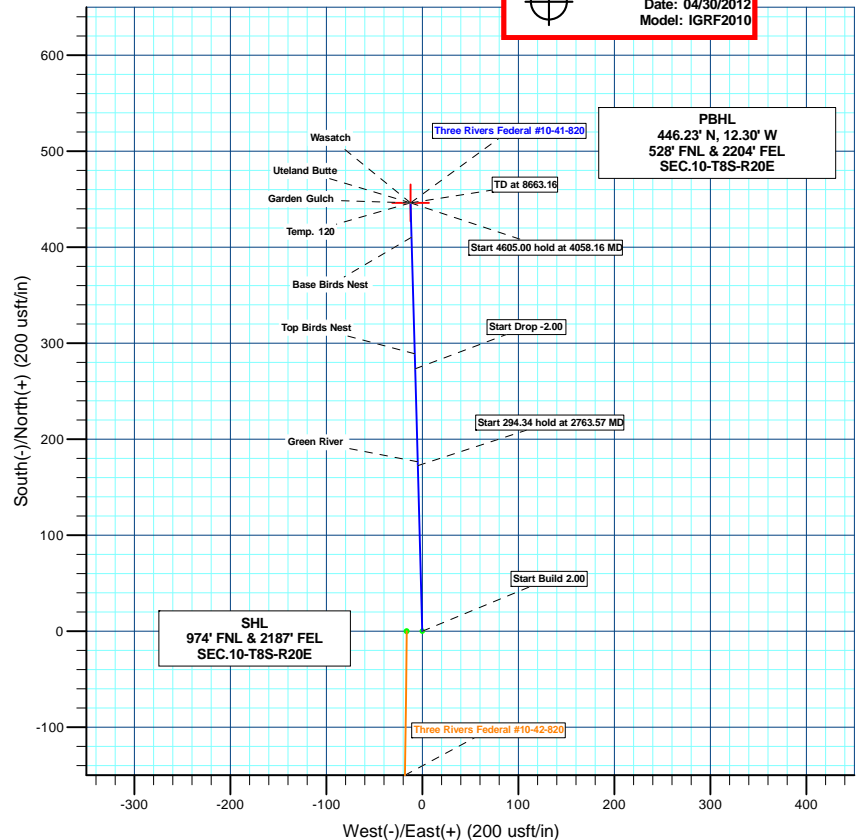 Date: 04/30/2012
Model: IGRF2010
600
500
400
300
200
100
0
-100
South(-)/North(+) (200 usft/in)
PBHL
446.23' N, 12.30' W
528' FNL & 2204' FEL
SEC.10-T8S-R20E
Wasatch
Three Rivers Federal #10-41-820
Uteland Butte
TD at 8663.16
Garden Gulch
Temp. 120
Start 4605.00 hold at 4058.16 MD
Base Birds Nest
Top Birds Nest
Start Drop -2.00
Start 294.34 hold at 2763.57 MD
Green River
Start Build 2.00
SHL
974' FNL & 2187' FEL
SEC.10-T8S-R20E
Three Rivers Federal #10-42-820
-300
-200
-100
0
100
200
300
400
West(-)/East(+) (200 usft/in)